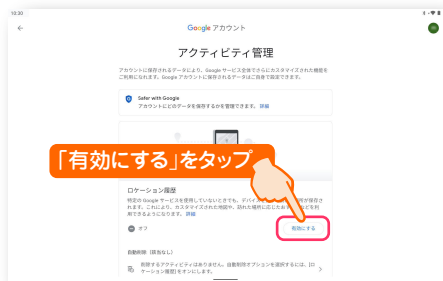 10:30
Google アカウント
アクティビティ管理
アカウントに保存されるデータにより、Google サービス全体でさらにカスタマイズされた機能を
ご利用になれます。Google アカウントに保存されるデータはご自身で設定できます。
Safer with Google
アカウントにどのデータを保存するかを管理できます。 詳細
「有効にする」をタップ
ロケーション履歴
特定の Google サービスを使用していないときでも、デバイス
が保存さ
れます。これにより、カスタマイズされた地図や、訪れた場所に応じたおす
用できるようになります。 詳細
オフ
有効にする
自動削除(該当なし)
削除するアクティビティはありません。自動削除オプションを選択するには、[ロ
ケーション履歴] をオンにします。